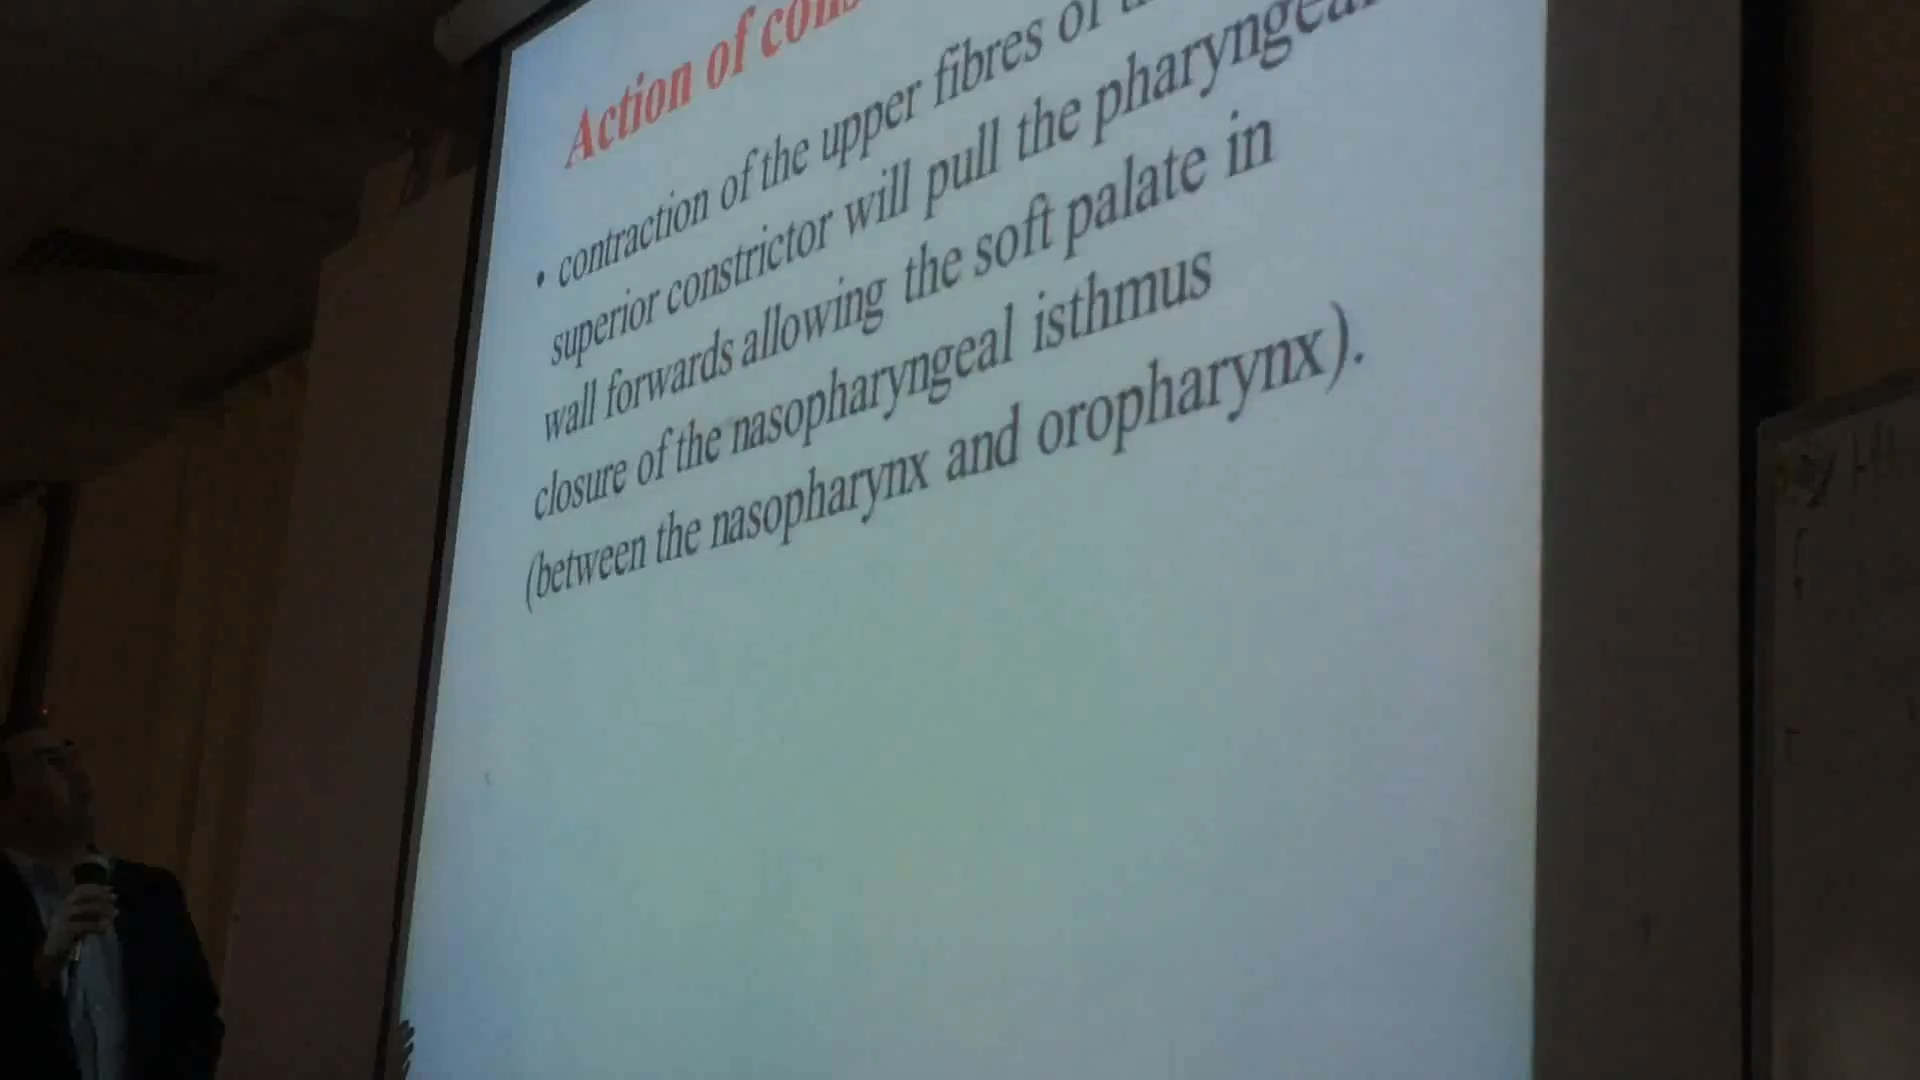 Action of
contraction of the upper fibres of
superior constrictor will pull the pharyngeal
wall forwards allowing the soft palate in
closure of the nasopharyngeal isthmus
(between the nasopharynx and oropharynx).